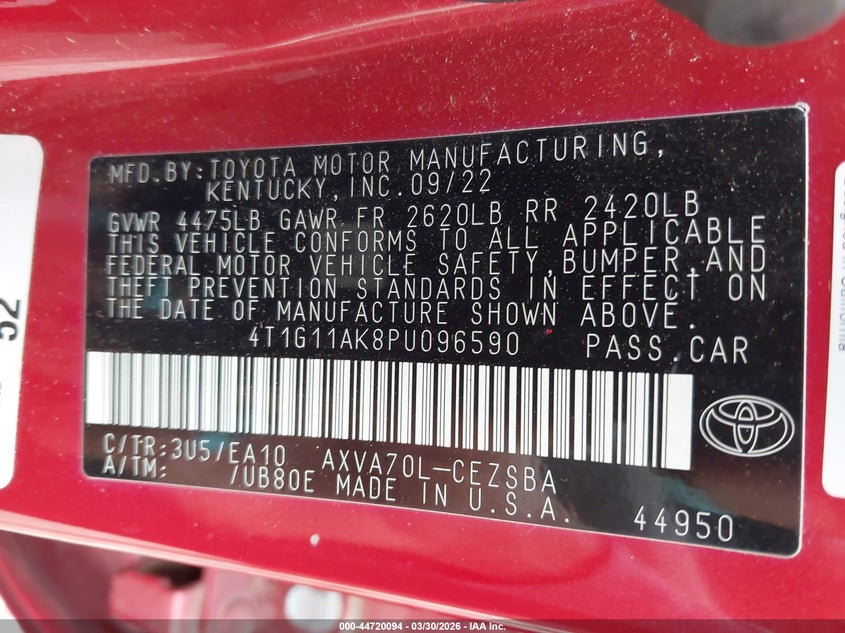 MFD.BY:TOYOTA MOTOR MANUFACTURING,
KENTUCKY,INC.09/22
GVWR 4475LB GAWR FR 2620LB RR 2420LB
THIS VEHICLE CONFORMS TO ALL APPLICABLE
FEDERAL MOTOR VEHICLE SAFETY,BUMPER,AND
THEFT PREVENTION STANDARDS IN EFFECT ON
THE DATE OF MANUFACTURE SHOWN ABOVE.
4T1G11AK8PU096590 PASS.CAR
C/TR:3U5/EA10 AXVA70L-CEZSBA
A/TM: /UB80E MADE IN U.S.A.
44950
52
000-44720094 - 03/30/2026 - IAA Inc.